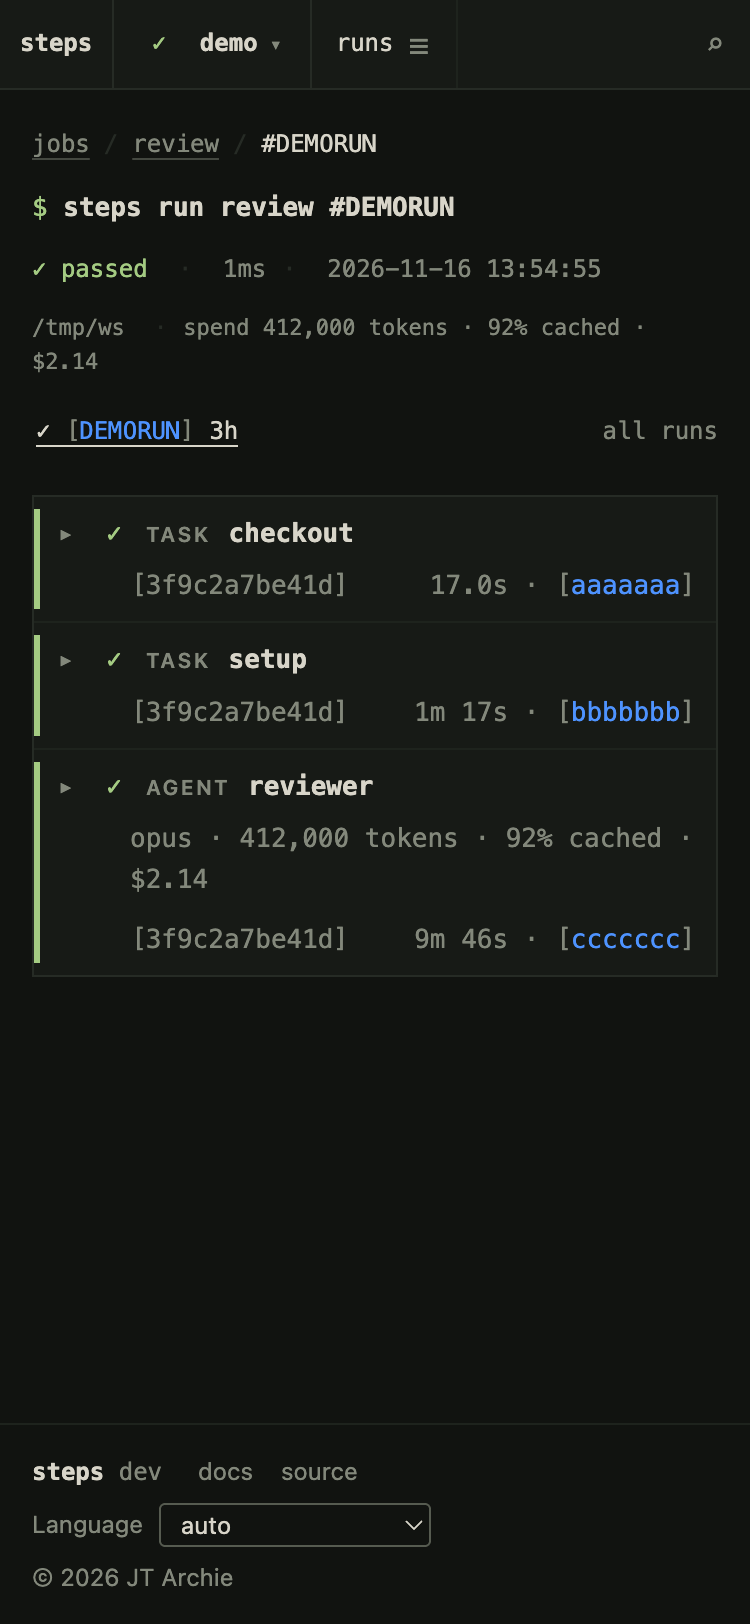 steps ✓ demo ▾ runs ☰ ⌕
jobs / review / #DEMORUN
$ steps run review #DEMORUN
✓ passed · 1ms · 2026-11-16 13:54:55
/tmp/ws · spend 412,000 tokens · 92% cached ·
$2.14
✓ [DEMORUN] 3h all runs
▶ ✓ TASK checkout
[3f9c2a7be41d] 17.0s · [aaaaaaa]
▶ ✓ TASK setup
[3f9c2a7be41d] 1m 17s · [bbbbbbb]
▶ ✓ AGENT reviewer
opus · 412,000 tokens · 92% cached ·
$2.14
[3f9c2a7be41d] 9m 46s · [ccccccc]
steps dev docs source
Language auto
© 2026 JT Archie